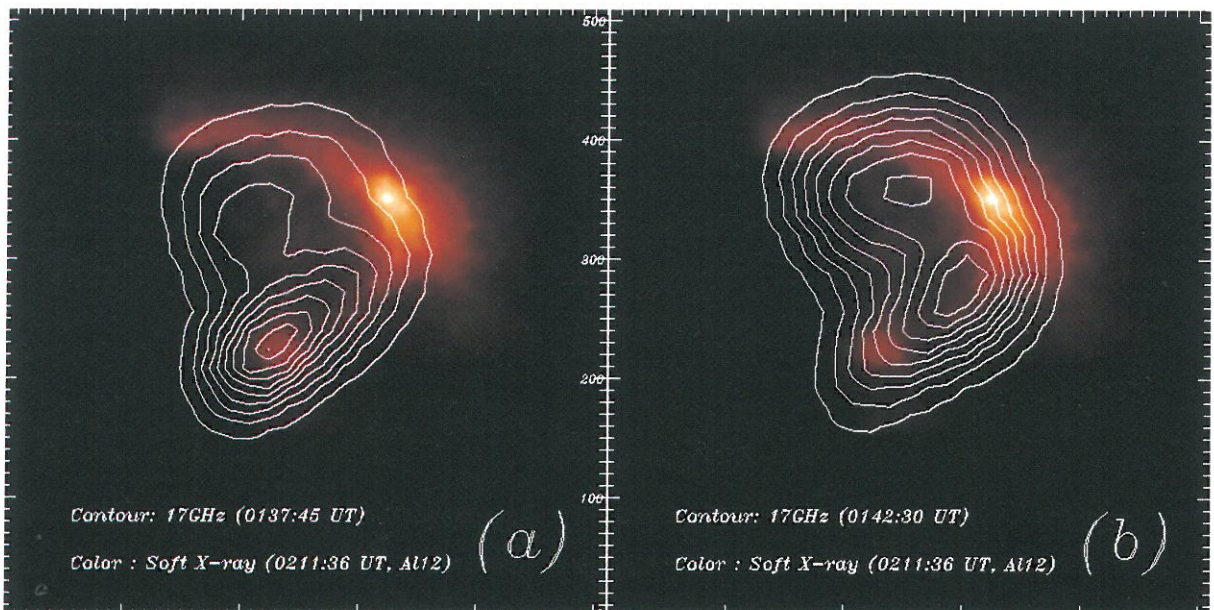 500
400
300
200
100
0
Contour: 17GHz (0137:45 UT)
Color : Soft X-ray (0211:36 UT, Al12)
(a)
Contour: 17GHz (0142:30 UT)
Color : Soft X-ray (0211:36 UT, Al12)
(b)